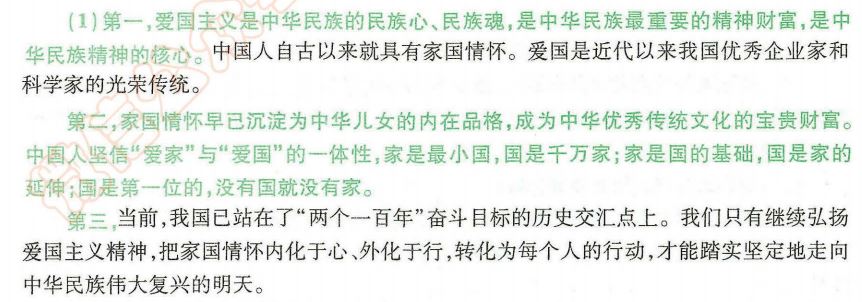 (1)第一,爱国主义是中华民族的民族心、民族魂,是中华民族最重要的精神财富,是中
华民族精神的核心。中国人自古以来就具有家国情怀。爱国是近代以来我国优秀企业家和
科学家的光荣传统。
第二,家国情怀早已沉淀为中华儿女的内在品格,成为中华优秀传统文化的宝贵财富。
中国人坚信“爱家”与“爱国”的一体性,家是最小国,国是千万家;家是国的基础,国是家的
延伸;国是第一位的,没有国就没有家。
第三,当前,我国已站在了“两个一百年”奋斗目标的历史交汇点上。我们只有继续弘扬
爱国主义精神,把家国情怀内化于心、外化于行,转化为每个人的行动,才能踏实坚定地走向
中华民族伟大复兴的明天。